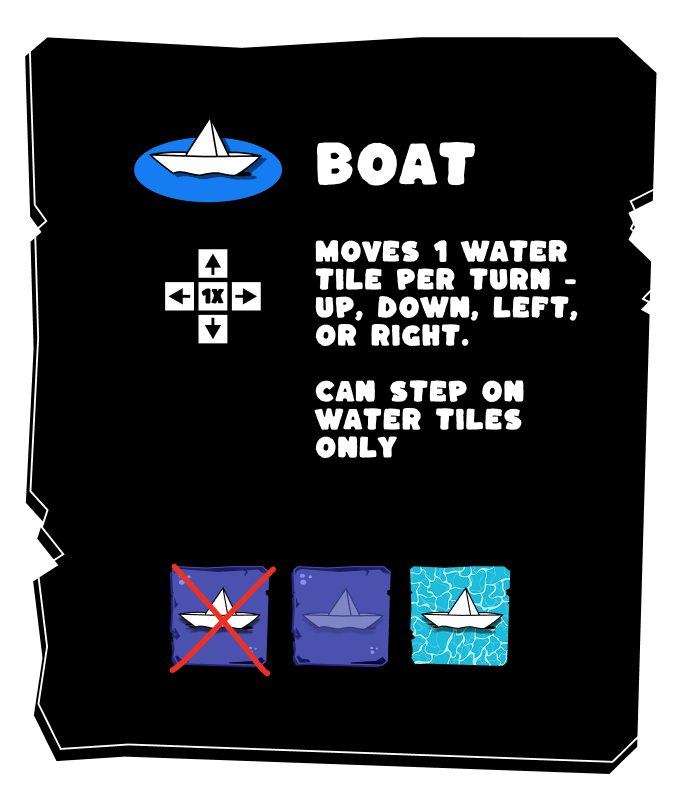 BOAT
MOVES 1 WATER
TILE PER TURN -
UP, DOWN, LEFT,
OR RIGHT.
1X
CAN STEP ON
WATER TILES
ONLY